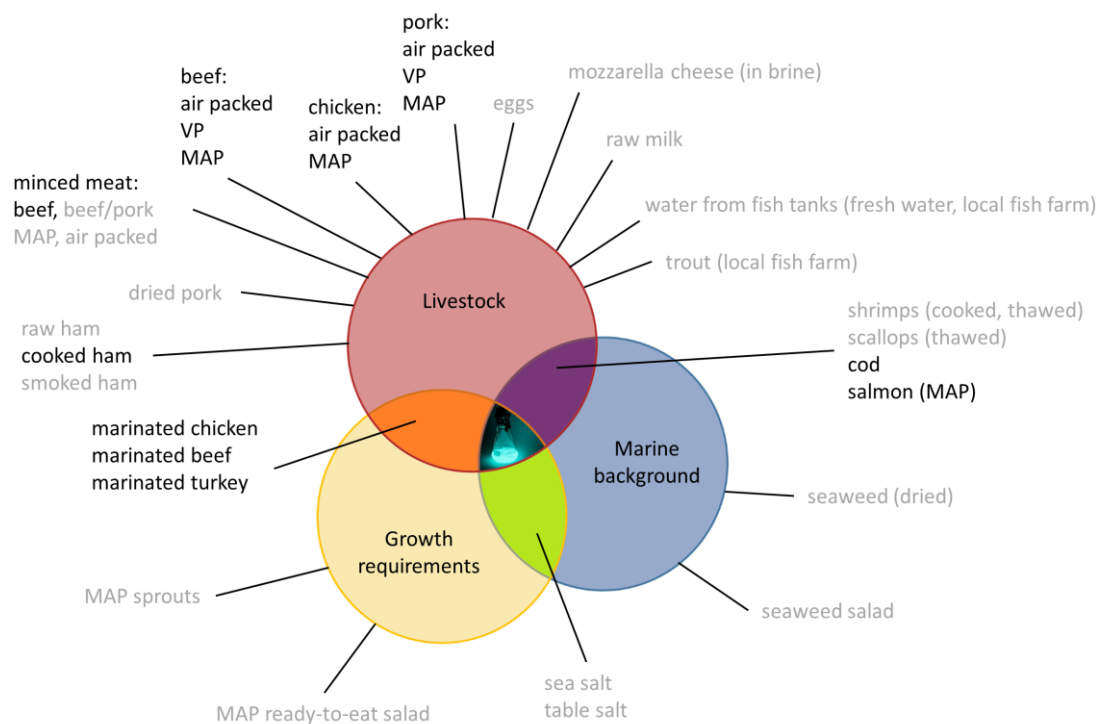 pork:
air packed
VP
MAP
beef:
air packed
VP
MAP
chicken:
air packed
MAP
eggs
mozzarella cheese (in brine)
raw milk
minced meat:
beef, beef/pork
MAP, air packed
water from fish tanks (fresh water, local fish farm)
trout (local fish farm)
dried pork
Livestock
raw ham
cooked ham
smoked ham
shrimps (cooked, thawed)
scallops (thawed)
cod
salmon (MAP)
marinated chicken
marinated beef
marinated turkey
Marine
background
seaweed (dried)
Growth
requirements
MAP sprouts
seaweed salad
sea salt
table salt
MAP ready-to-eat salad